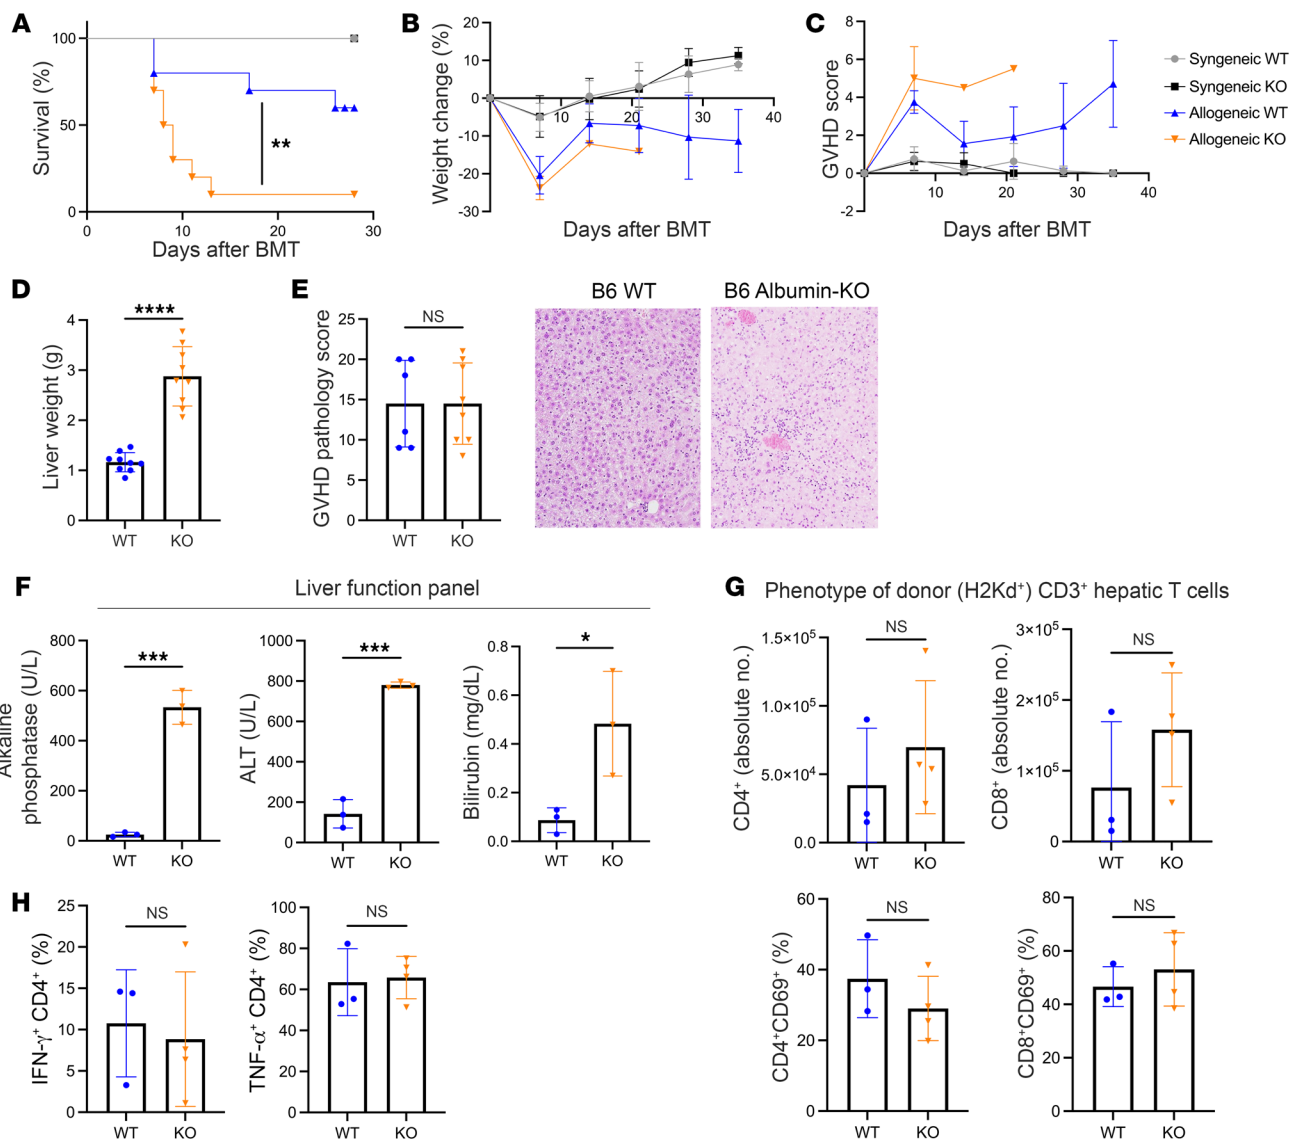 A
Survival (%)
100
50
0
0
10
20
30
Days after BMT
**
B
Weight change (%)
20
10
0
-10
-20
-30
10
20
30
40
Days after BMT
C
GVHD score
8
6
4
2
0
-2
10
20
30
40
Days after BMT
Syngeneic WT
Syngeneic KO
Allogeneic WT
Allogeneic KO
D
Liver weight (g)
4
3
2
1
0
****
WT
KO
E
GVHD pathology score
25
20
15
10
5
0
NS
WT
KO
B6 WT
B6 Albumin-KO
F
Liver function panel
Alkaline
phosphatase (U/L)
800
600
400
200
0
***
WT
KO
ALT (U/L)
1000
800
600
400
200
0
***
WT
KO
Bilirubin (mg/dL)
0.8
0.6
0.4
0.2
0.0
*
WT
KO
G
Phenotype of donor (H2Kd⁺) CD3⁺ hepatic T cells
CD4⁺ (absolute no.)
1.5×10⁵
1.0×10⁵
5.0×10⁴
0.0
NS
WT
KO
CD8⁺ (absolute no.)
3×10⁵
2×10⁵
1×10⁵
0
NS
WT
KO
CD4⁺CD69⁺ (%)
60
40
20
0
NS
WT
KO
CD8⁺CD69⁺ (%)
80
60
40
20
0
NS
WT
KO
H
IFN-γ⁺ CD4⁺ (%)
25
20
15
10
5
0
NS
WT
KO
TNF-α⁺ CD4⁺ (%)
100
80
60
40
20
0
NS
WT
KO